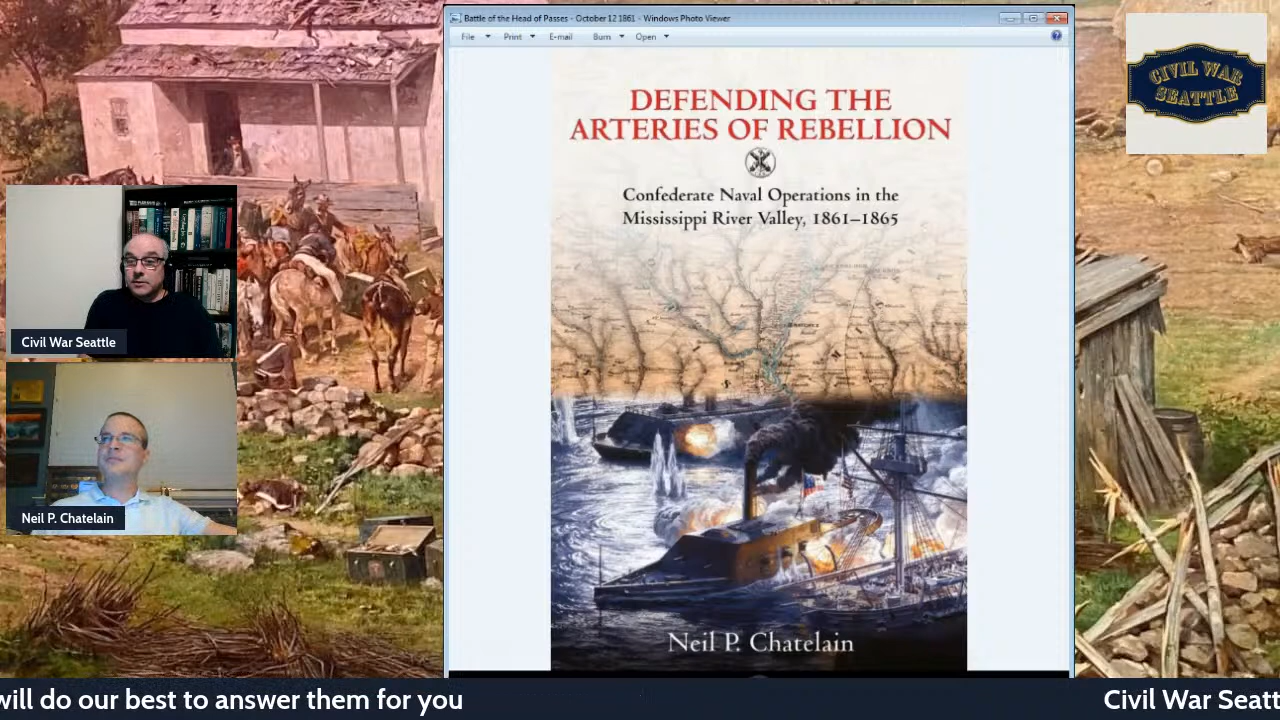 Battle of the Head of Passes - October 12 1861 - Windows Photo Viewer
File Print E-mail Burn Open
DEFENDING THE
ARTERIES OF REBELLION
Confederate Naval Operations in the
Mississippi River Valley, 1861–1865
Neil P. Chatelain
CIVIL WAR
SEATTLE
Civil War Seattle
Neil P. Chatelain
will do our best to answer them for you
Civil War Seatt